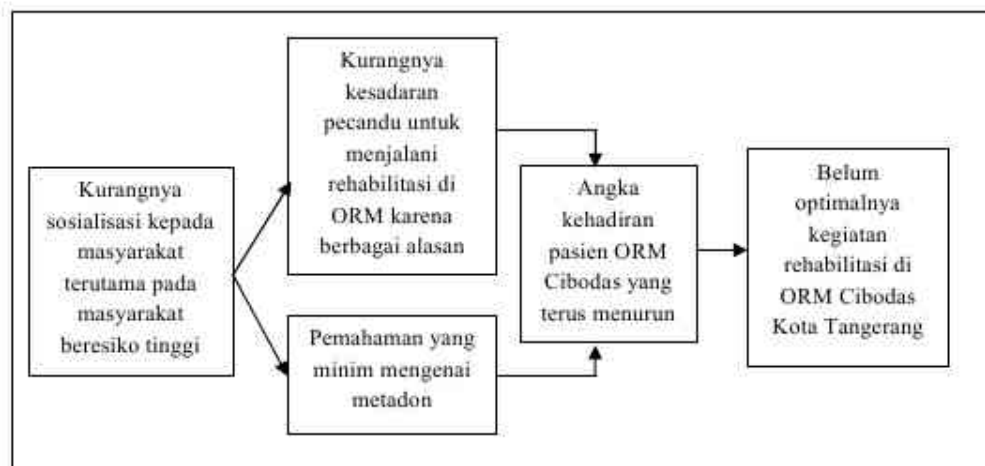 Kurangnya
sosialisasi kepada
masyarakat
terutama pada
masyarakat
beresiko tinggi
Kurangnya
kesadaran
pecandu untuk
menjalani
rehabilitasi di
ORM karena
berbagai alasan
Pemahaman yang
minim mengenai
metadon
Angka
kehadiran
pasien ORM
Cibodas yang
terus menurun
Belum
optimalnya
kegiatan
rehabilitasi di
ORM Cibodas
Kota Tangerang